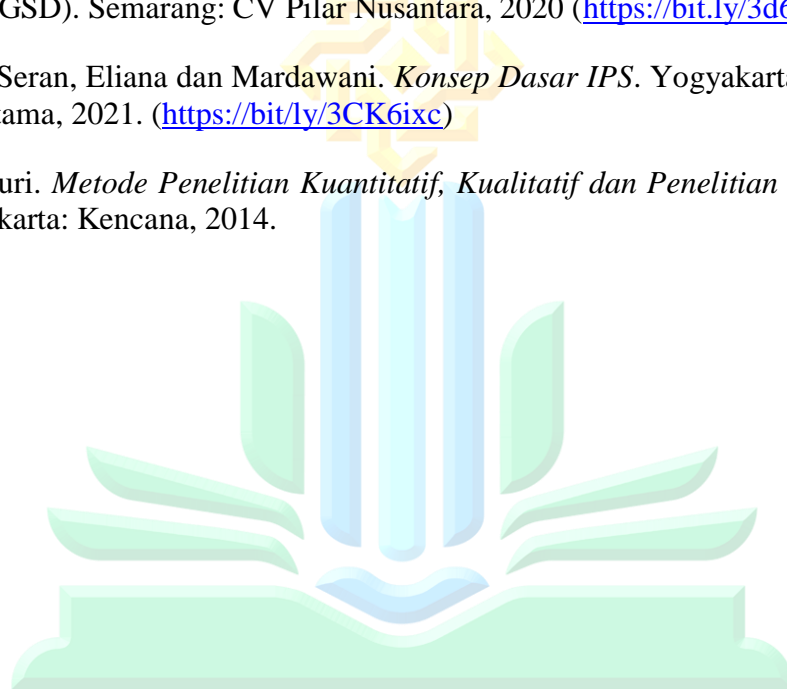 GSD). Semarang: CV Pilar Nusantara, 2020 (https://bit.ly/3d6
Seran, Eliana dan Mardawani. Konsep Dasar IPS. Yogyakarta
tama, 2021. (https://bit/ly/3CK6ixc)
uri. Metode Penelitian Kuantitatif, Kualitatif dan Penelitian
karta: Kencana, 2014.